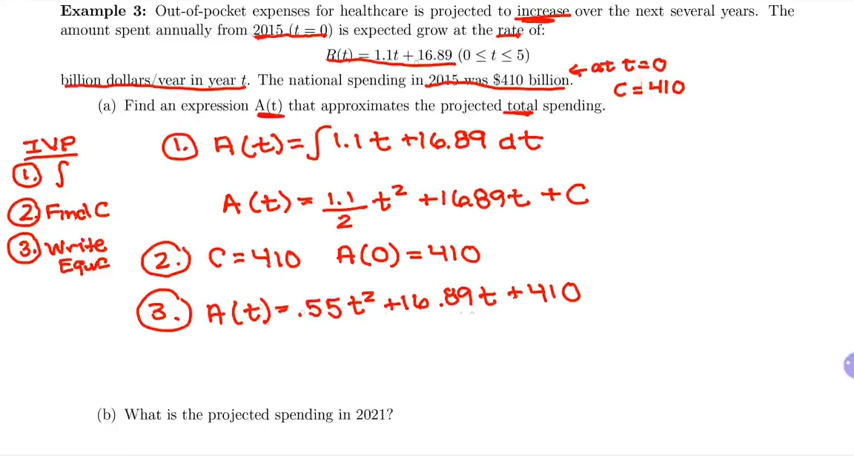 Example 3: Out-of-pocket expenses for healthcare is projected to increase over the next several years. The
amount spent annually from 2015 (t = 0) is expected grow at the rate of:
R(t) = 1.1t + 16.89 (0 ≤ t ≤ 5)
← at t=0
billion dollars/year in year t. The national spending in 2015 was $410 billion.
C=410
(a) Find an expression A(t) that approximates the projected total spending.
IVP
① ∫
② Find C
③ Write
Equa
①. A(t)=∫1.1t+16.89 dt
A(t)= 1.1/2 t² +16.89t +C
②. C=410 A(0)=410
③. A(t)=.55t²+16.89t+410
(b) What is the projected spending in 2021?